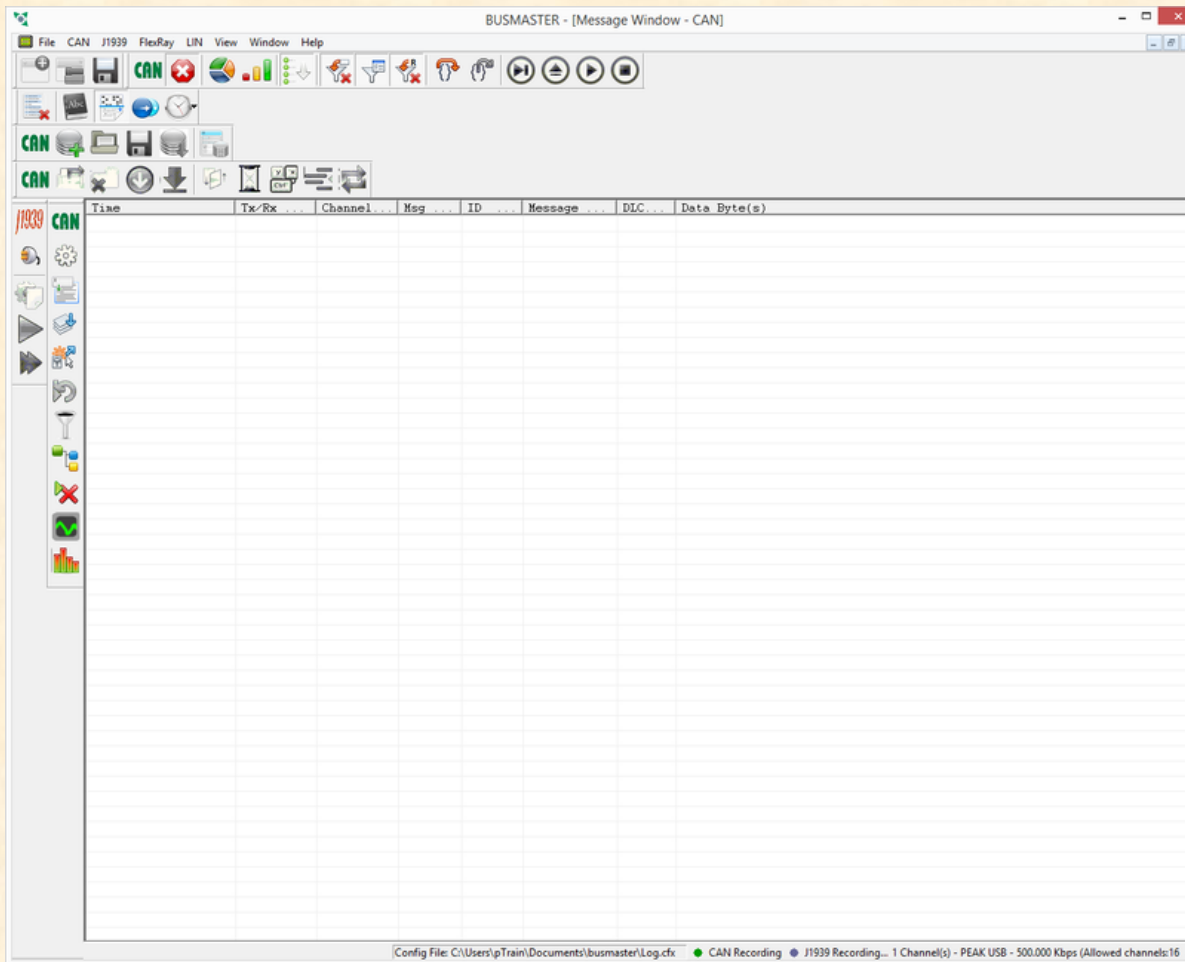 BUSMASTER - [Message Window - CAN]
File CAN J1939 FlexRay LIN View Window Help
CAN
Abc
CAN
CAN
J1939 CAN
Time Tx/Rx ... Channel... Msg ... ID ... Message ... DLC... Data Byte(s)
Config File: C:\Users\pTrain\Documents\busmaster\Log.cfx CAN Recording J1939 Recording... 1 Channel(s) - PEAK USB - 500.000 Kbps (Allowed channels:16